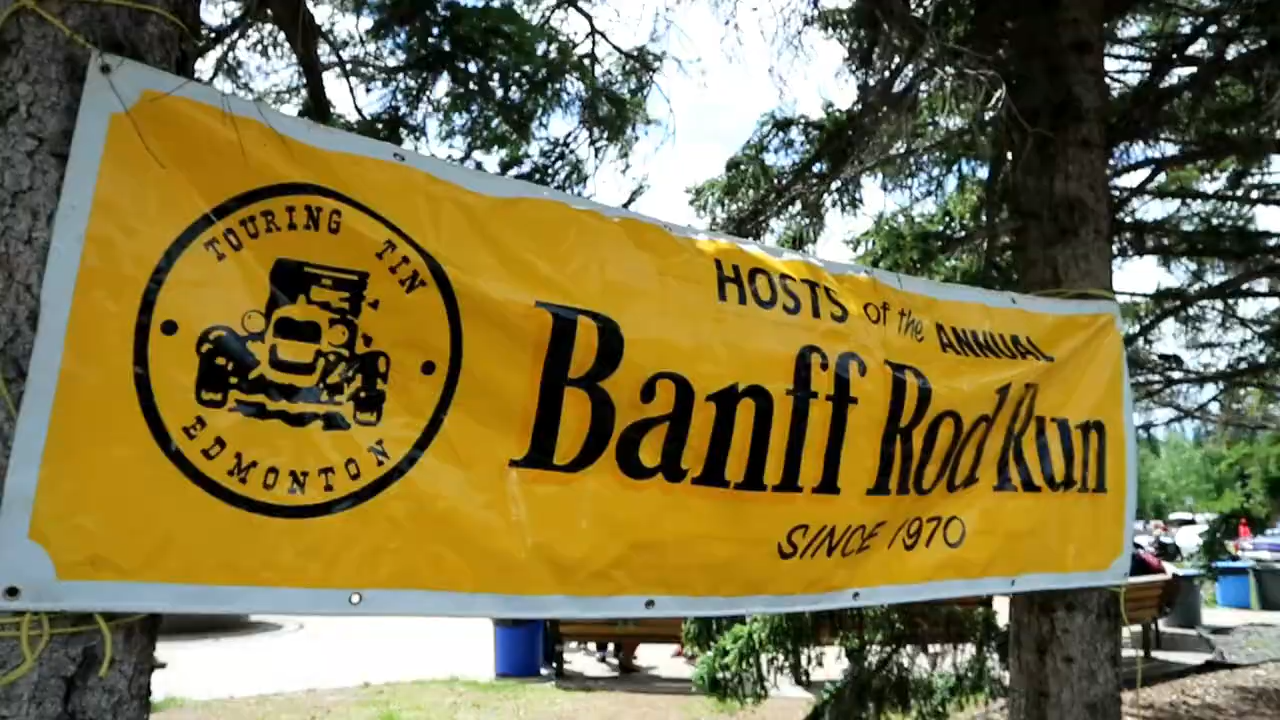 TOURING TIN
EDMONTON
HOSTS of the ANNUAL
Banff Rod Run
SINCE 1970